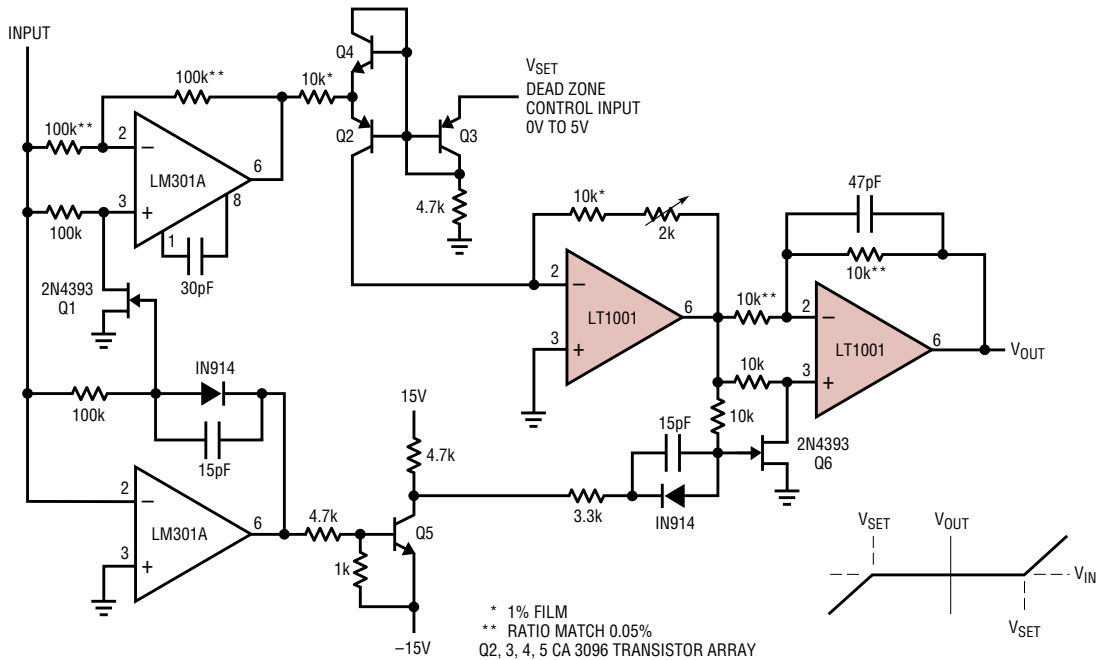 INPUT
100k**
100k**
2
−
LM301A
6
8
3
+
1
100k
30pF
2N4393
Q1
10k*
Q4
Q2
Q3
VSET
DEAD ZONE
CONTROL INPUT
0V TO 5V
4.7k
10k*
2k
2
−
LT1001
6
3
+
47pF
10k**
10k**
2
−
LT1001
6
VOUT
3
+
10k
10k
2N4393
Q6
IN914
100k
15pF
2
−
LM301A
6
3
+
4.7k
1k
15V
4.7k
Q5
−15V
3.3k
15pF
IN914
VSET
VOUT
VIN
VSET
* 1% FILM
** RATIO MATCH 0.05%
Q2, 3, 4, 5 CA 3096 TRANSISTOR ARRAY